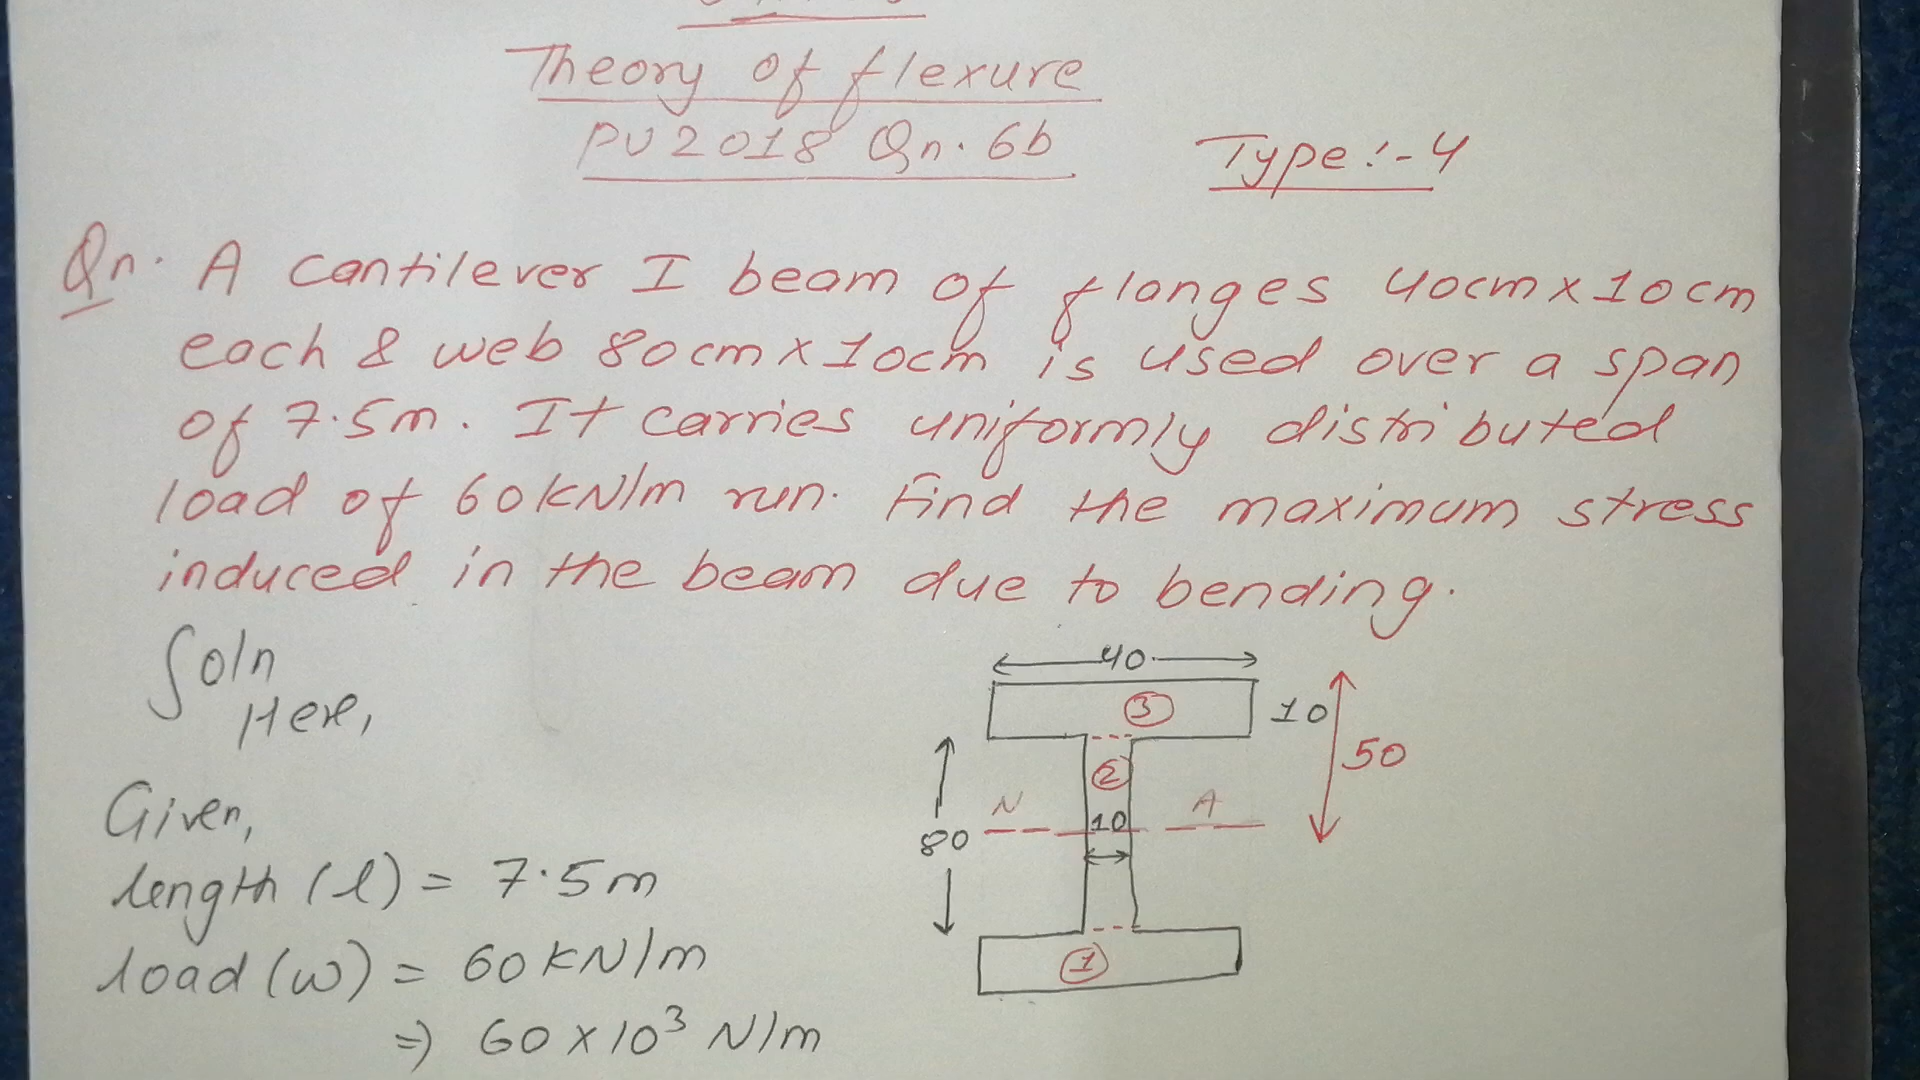 Theory of flexure
PU 2018 Qn. 6b
Type:- 4
Qn. A cantilever I beam of flanges 40cm x 10cm
each & web 80cm x 10cm is used over a span
of 7.5m. It carries uniformly distributed
load of 60kN/m run. Find the maximum stress
induced in the beam due to bending.
Soln
Here,
40
3
10
50
2
N
A
10
80
1
Given,
length (l) = 7.5m
load (w) = 60 kN/m
=> 60 x 10³ N/m